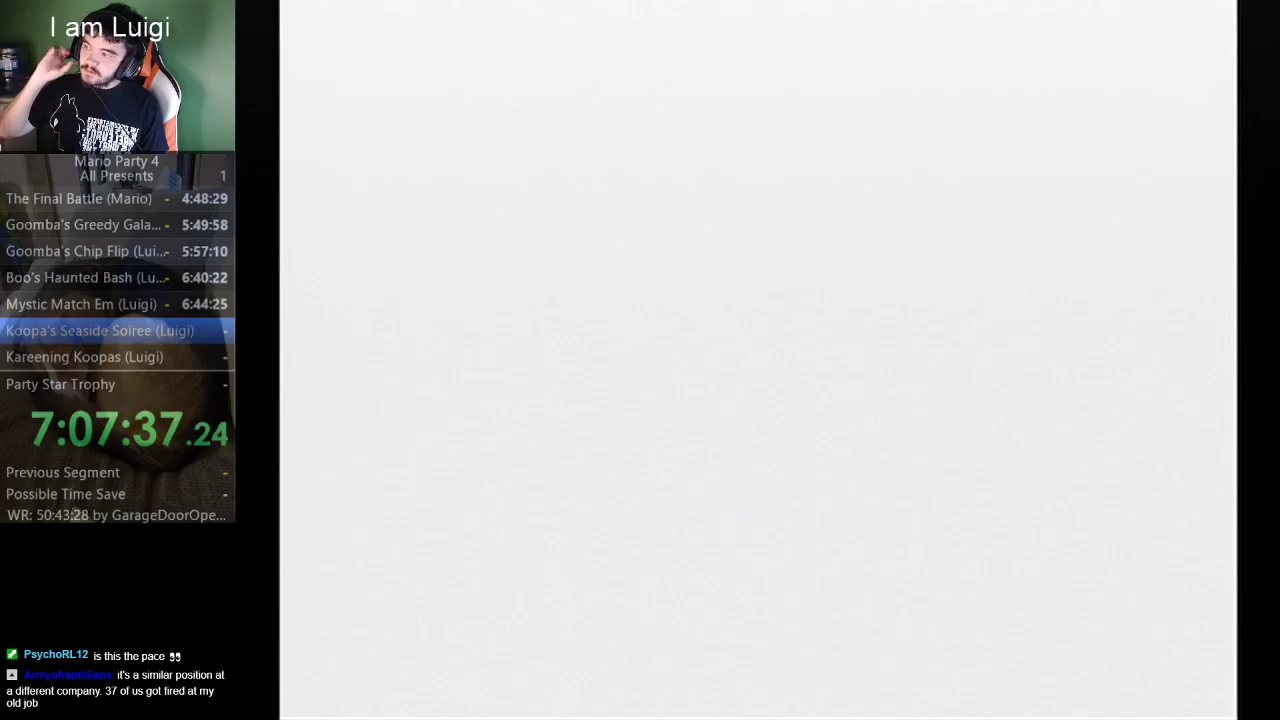 I am Luigi
Mario Party 4
All Presents 1
The Final Battle (Mario) - 4:48:29
Goomba's Greedy Gala... - 5:49:58
Goomba's Chip Flip (Lui... - 5:57:10
Boo's Haunted Bash (Lu... - 6:40:22
Mystic Match Em (Luigi) - 6:44:25
Koopa's Seaside Soiree (Luigi) -
Kareening Koopas (Luigi) -
Party Star Trophy -
7:07:37.24
Previous Segment -
Possible Time Save -
WR: 50:43:28 by GarageDoorOpe...
PsychoRL12 is this the pace 👀
Armyofreptillians it's a similar position at
a different company. 37 of us got fired at my
old job